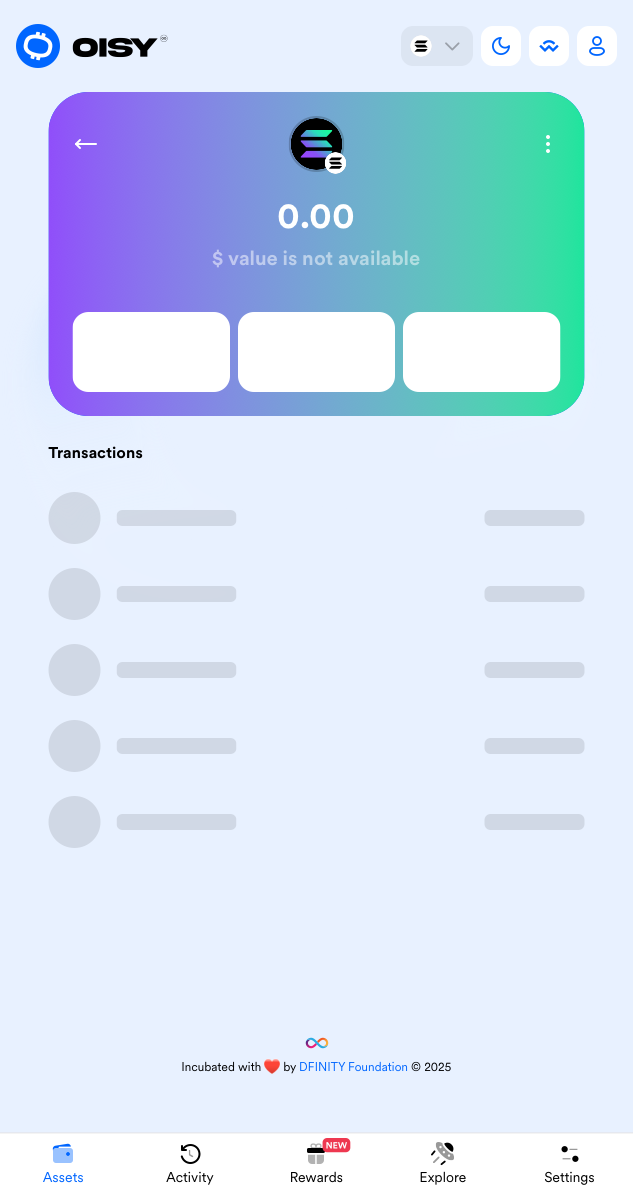 OISY
0.00
$ value is not available
Transactions
Incubated with ❤️ by DFINITY Foundation © 2025
NEW
Assets
Activity
Rewards
Explore
Settings